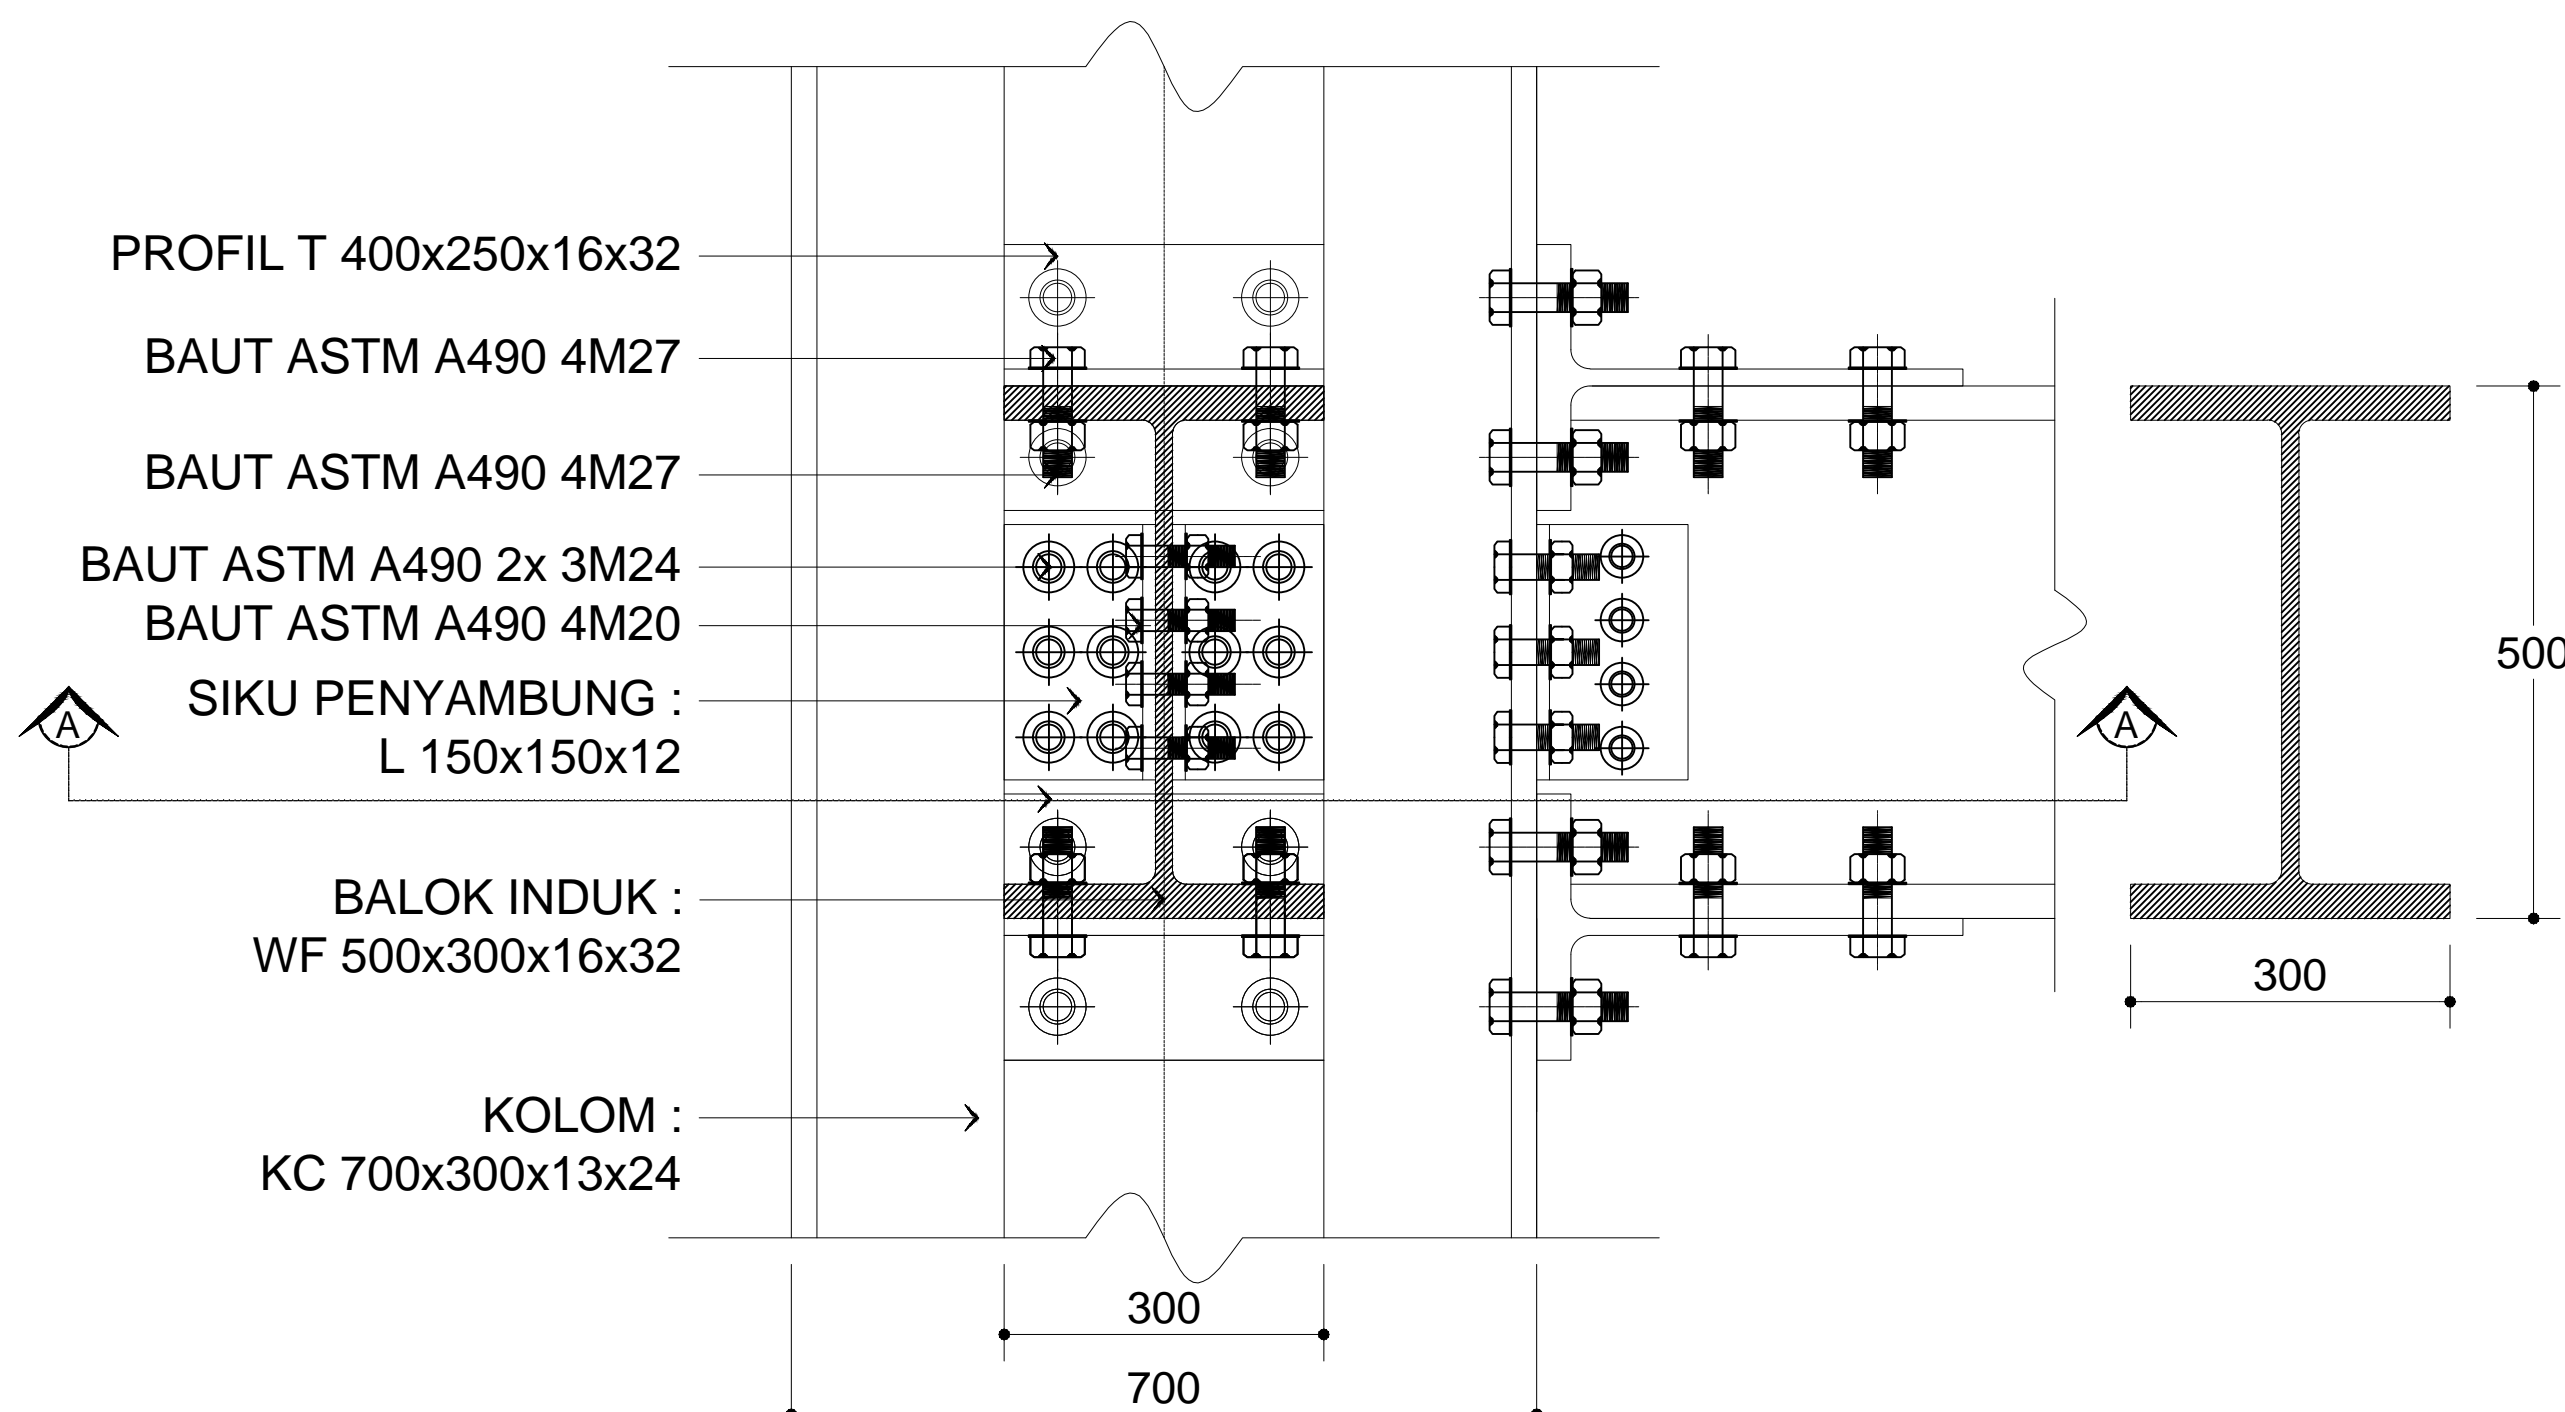 PROFIL T 400x250x16x32
BAUT ASTM A490 4M27
BAUT ASTM A490 4M27
BAUT ASTM A490 2x 3M24
BAUT ASTM A490 4M20
SIKU PENYAMBUNG :
L 150x150x12
A
A
BALOK INDUK :
WF 500x300x16x32
KOLOM :
KC 700x300x13x24
500
300
300
700